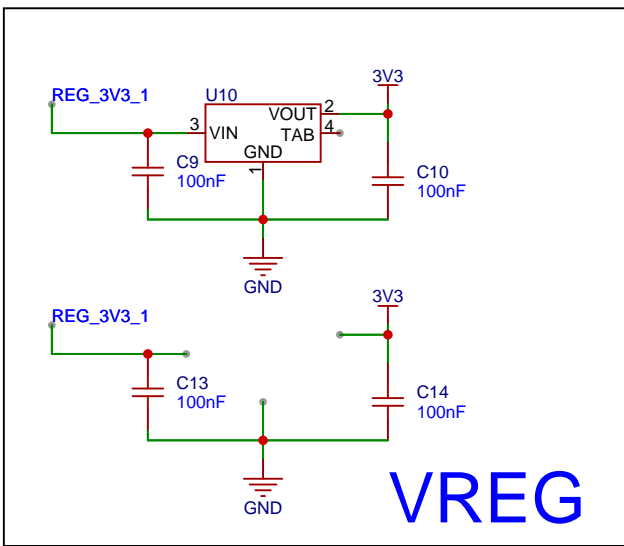 REG_3V3_1
U10
3V3
3
VIN
VOUT
2
TAB
4
GND
1
C9
100nF
C10
100nF
GND
REG_3V3_1
3V3
C13
100nF
C14
100nF
GND
VREG